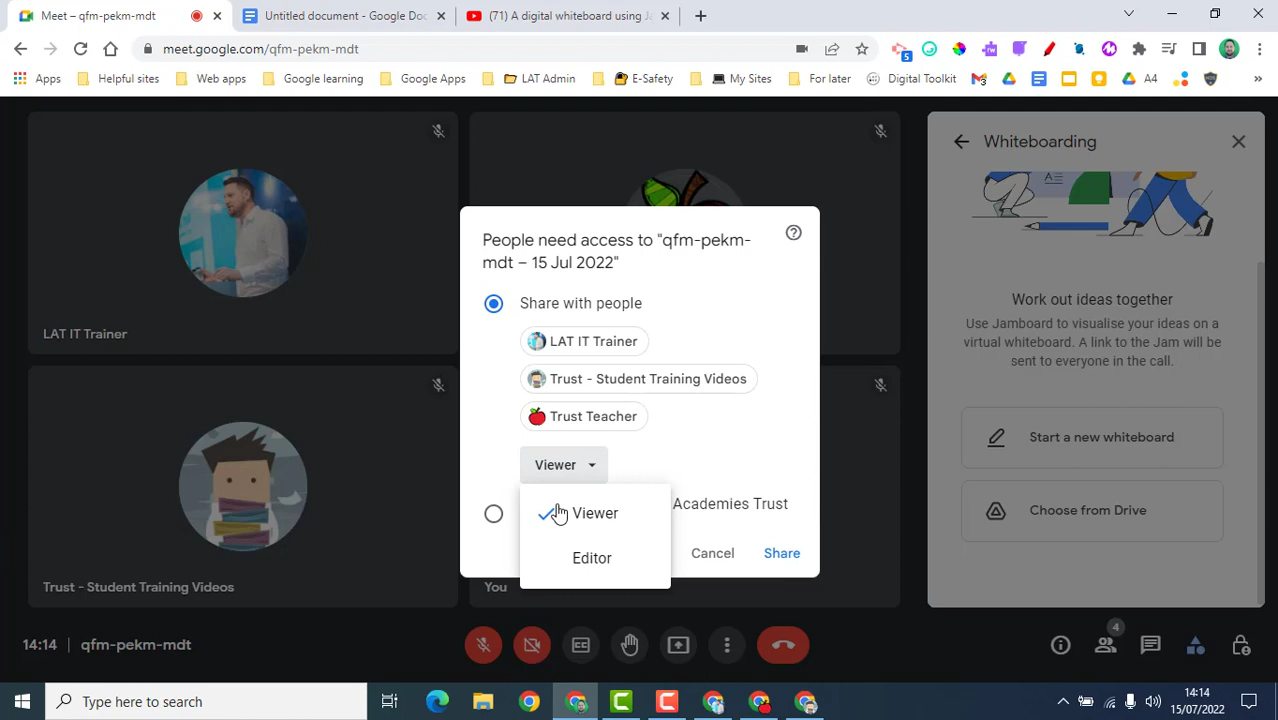 Meet – qfm-pekm-mdt
Untitled document - Google Doc
(71) A digital whiteboard using Ja
meet.google.com/qfm-pekm-mdt
5
Apps
Helpful sites
Web apps
Google learning
Google Apps
LAT Admin
E-Safety
My Sites
For later
Digital Toolkit
A4
»
Whiteboarding
People need access to "qfm-pekm-
mdt – 15 Jul 2022"
Share with people
LAT IT Trainer
Trust - Student Training Videos
Trust Teacher
Viewer
Viewer
Editor
Academies Trust
Cancel
Share
LAT IT Trainer
Trust - Student Training Videos
You
Work out ideas together
Use Jamboard to visualise your ideas on a
virtual whiteboard. A link to the Jam will be
sent to everyone in the call.
Start a new whiteboard
Choose from Drive
14:14 | qfm-pekm-mdt
4
Type here to search
14:14
15/07/2022